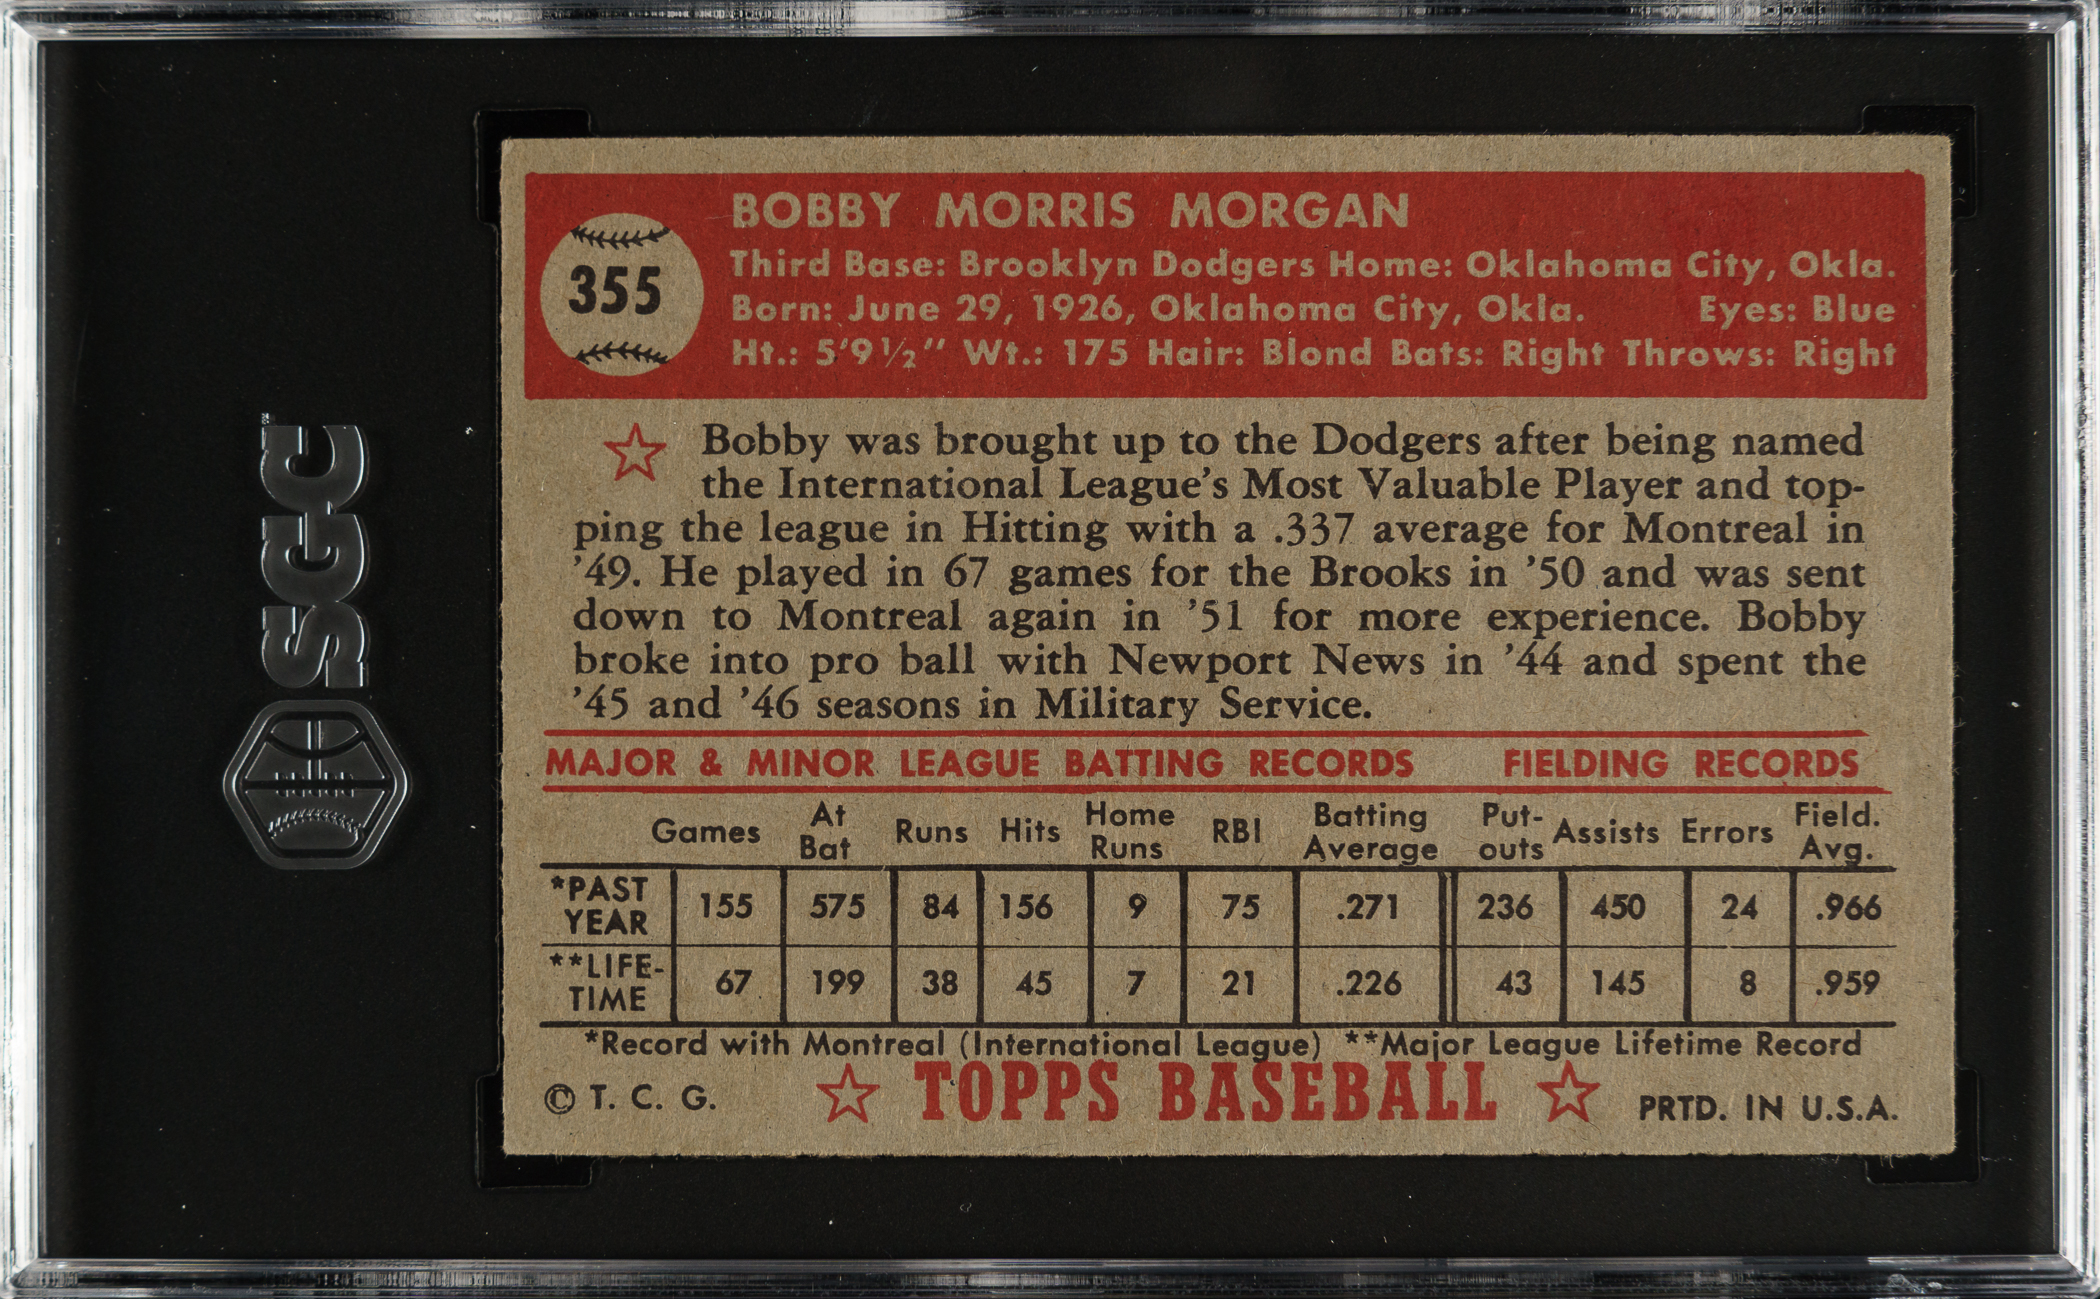 SGC
355
BOBBY MORRIS MORGAN
Third Base: Brooklyn Dodgers Home: Oklahoma City, Okla.
Born: June 29, 1926, Oklahoma City, Okla. Eyes: Blue
Ht.: 5'9½" Wt.: 175 Hair: Blond Bats: Right Throws: Right
Bobby was brought up to the Dodgers after being named
the International League's Most Valuable Player and top-
ping the league in Hitting with a .337 average for Montreal in
'49. He played in 67 games for the Brooks in '50 and was sent
down to Montreal again in '51 for more experience. Bobby
broke into pro ball with Newport News in '44 and spent the
'45 and '46 seasons in Military Service.
MAJOR & MINOR LEAGUE BATTING RECORDS FIELDING RECORDS
Games At Bat Runs Hits Home Runs RBI Batting Average Put-outs Assists Errors Field. Avg.
*PAST YEAR 155 575 84 156 9 75 .271 236 450 24 .966
**LIFE-TIME 67 199 38 45 7 21 .226 43 145 8 .959
*Record with Montreal (International League) **Major League Lifetime Record
© T. C. G. TOPPS BASEBALL PRTD. IN U.S.A.